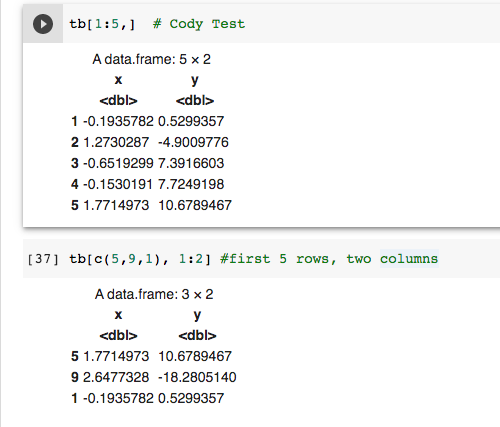 tb[1:5,]  # Cody Test
A data.frame: 5 × 2
x y
<dbl> <dbl>
1 -0.1935782 0.5299357
2 1.2730287 -4.9009776
3 -0.6519299 7.3916603
4 -0.1530191 7.7249198
5 1.7714973 10.6789467
[37] tb[c(5,9,1), 1:2] #first 5 rows, two columns
A data.frame: 3 × 2
x y
<dbl> <dbl>
5 1.7714973 10.6789467
9 2.6477328 -18.2805140
1 -0.1935782 0.5299357